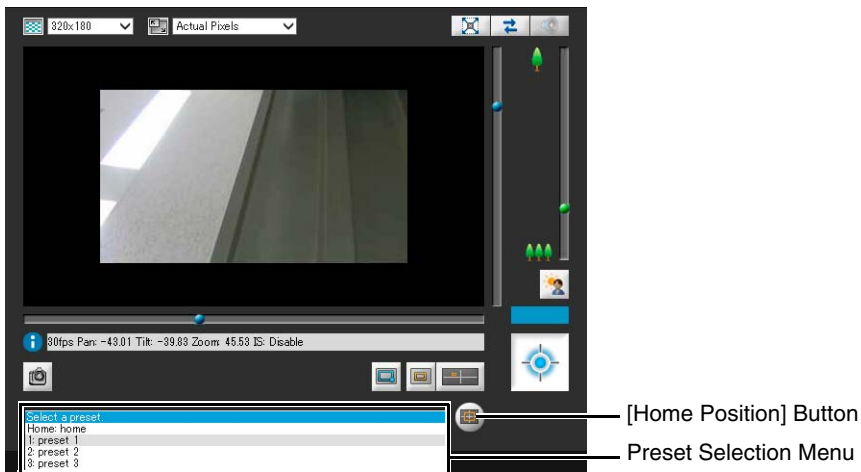 320x180 Actual Pixels
30fps Pan: -43.01 Tilt: -39.83 Zoom: 45.53 IS: Disable
Select a preset.
Home: home
1: preset 1
2: preset 2
3: preset 3
[Home Position] Button
Preset Selection Menu